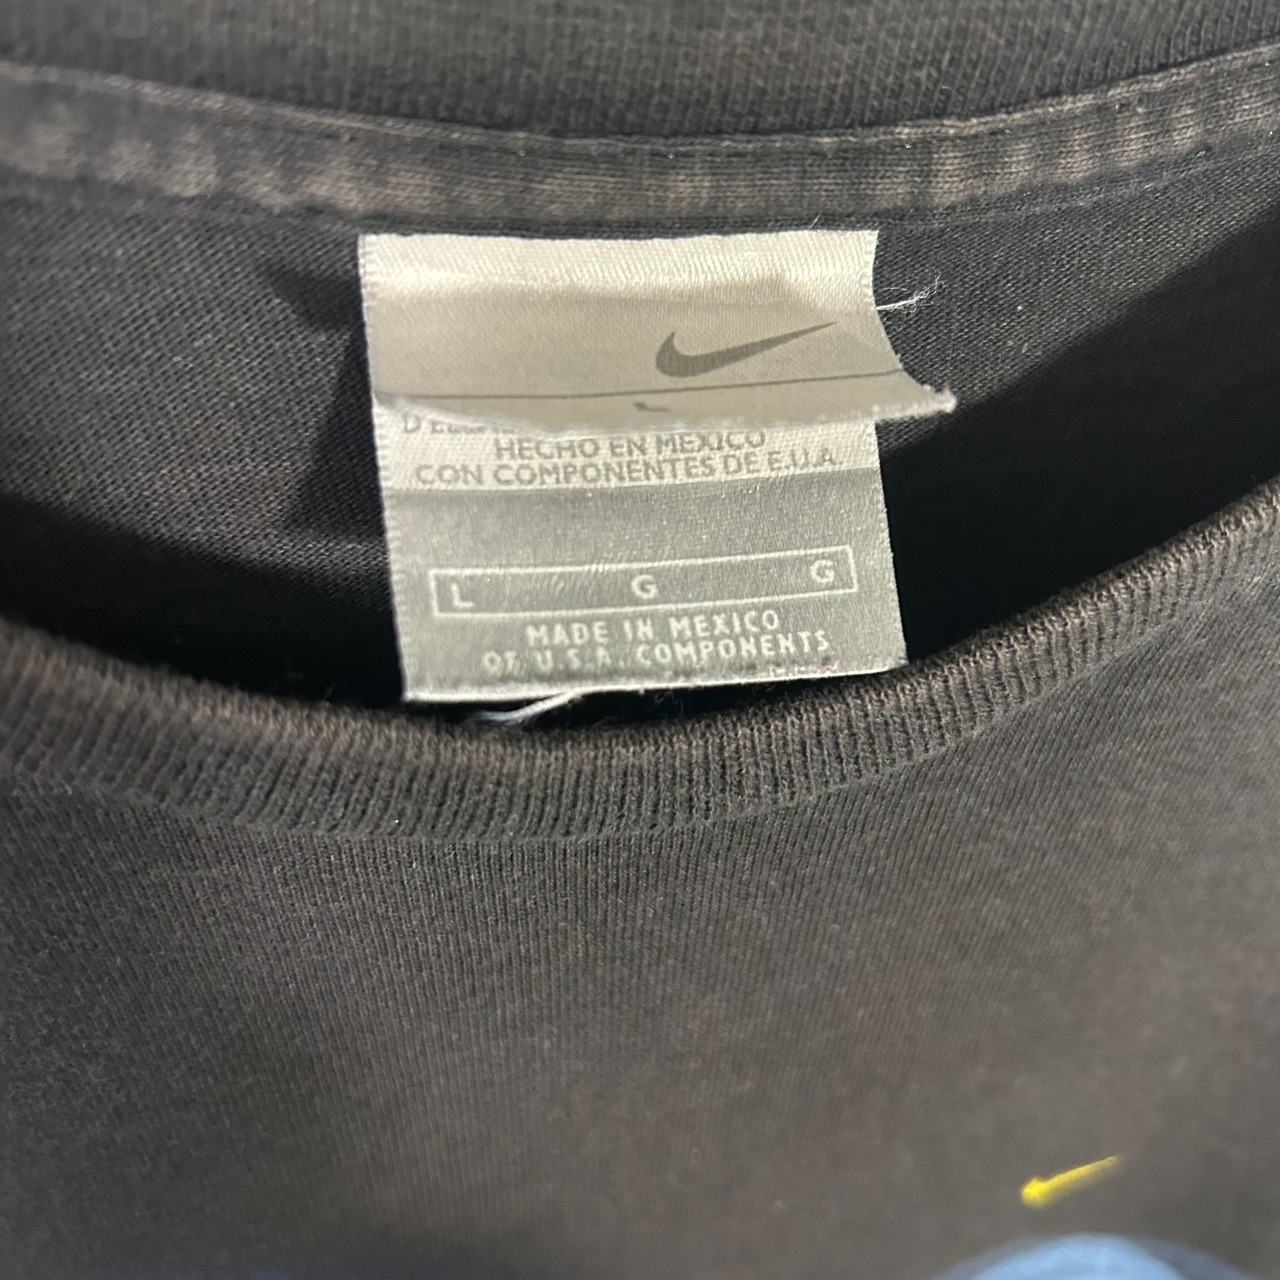 L
HECHO EN MEXICO
CON COMPONENTES DE E.U.A.
L G G
MADE IN MEXICO
OF U.S.A. COMPONENTS